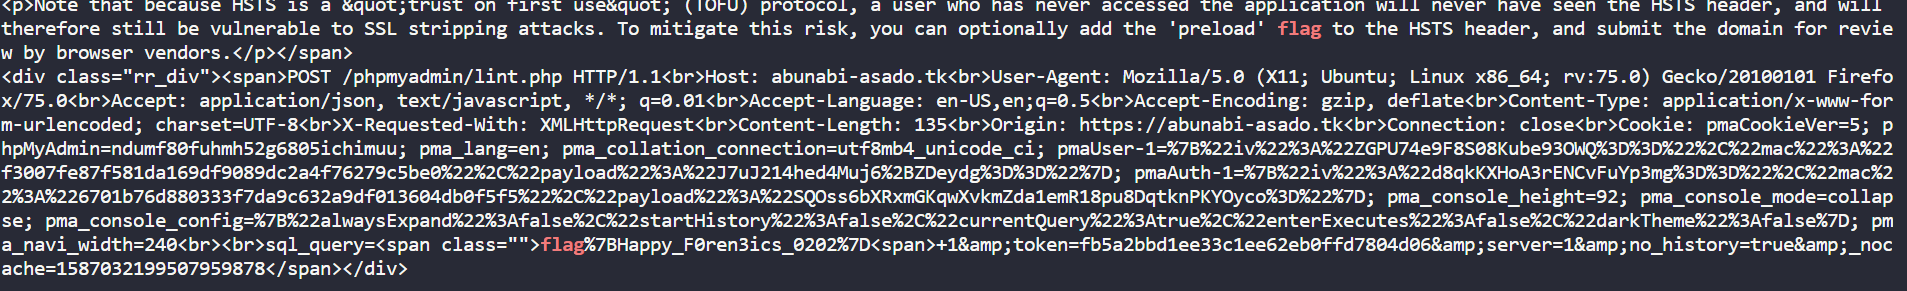 <p>Note that because HSTS is a &quot;trust on first use&quot; (TOFU) protocol, a user who has never accessed the application will never have seen the HSTS header, and will
therefore still be vulnerable to SSL stripping attacks. To mitigate this risk, you can optionally add the 'preload' flag to the HSTS header, and submit the domain for revie
w by browser vendors.</p></span>
<div class="rr_div"><span>POST /phpmyadmin/lint.php HTTP/1.1<br>Host: abunabi-asado.tk<br>User-Agent: Mozilla/5.0 (X11; Ubuntu; Linux x86_64; rv:75.0) Gecko/20100101 Firefo
x/75.0<br>Accept: application/json, text/javascript, */*; q=0.01<br>Accept-Language: en-US,en;q=0.5<br>Accept-Encoding: gzip, deflate<br>Content-Type: application/x-www-for
m-urlencoded; charset=UTF-8<br>X-Requested-With: XMLHttpRequest<br>Content-Length: 135<br>Origin: https://abunabi-asado.tk<br>Connection: close<br>Cookie: pmaCookieVer=5; p
hpMyAdmin=ndumf80fuhmh52g6805ichimuu; pma_lang=en; pma_collation_connection=utf8mb4_unicode_ci; pmaUser-1=%7B%22iv%22%3A%22ZGPU74e9F8S08Kube93OWQ%3D%3D%22%2C%22mac%22%3A%22
f3007fe87f581da169df9089dc2a4f76279c5be0%22%2C%22payload%22%3A%22J7uJ214hed4Muj6%2BZDeydg%3D%3D%22%7D; pmaAuth-1=%7B%22iv%22%3A%22d8qkKXHoA3rENCvFuYp3mg%3D%3D%22%2C%22mac%2
2%3A%226701b76d880333f7da9c632a9df013604db0f5f5%22%2C%22payload%22%3A%22SQOss6bXRxmGKqwXvkmZda1emR18pu8DqtknPKYOyco%3D%22%7D; pma_console_height=92; pma_console_mode=collap
se; pma_console_config=%7B%22alwaysExpand%22%3Afalse%2C%22startHistory%22%3Afalse%2C%22currentQuery%22%3Atrue%2C%22enterExecutes%22%3Afalse%2C%22darkTheme%22%3Afalse%7D; pm
a_navi_width=240<br><br>sql_query=<span class="">flag%7BHappy_F0ren3ics_0202%7D<span>+1&amp;token=fb5a2bbd1ee33c1ee62eb0ffd7804d06&amp;server=1&amp;no_history=true&amp;_noc
ache=1587032199507959878</span></div>